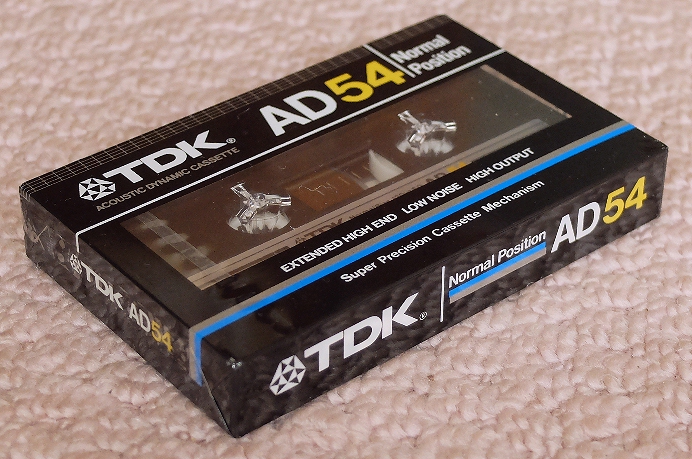 TDK®
ACOUSTIC DYNAMIC CASSETTE
AD54
Normal
Position
EXTENDED HIGH END LOW NOISE HIGH OUTPUT
Super Precision Cassette Mechanism
TDK AD54
TDK®
Normal Position
AD54